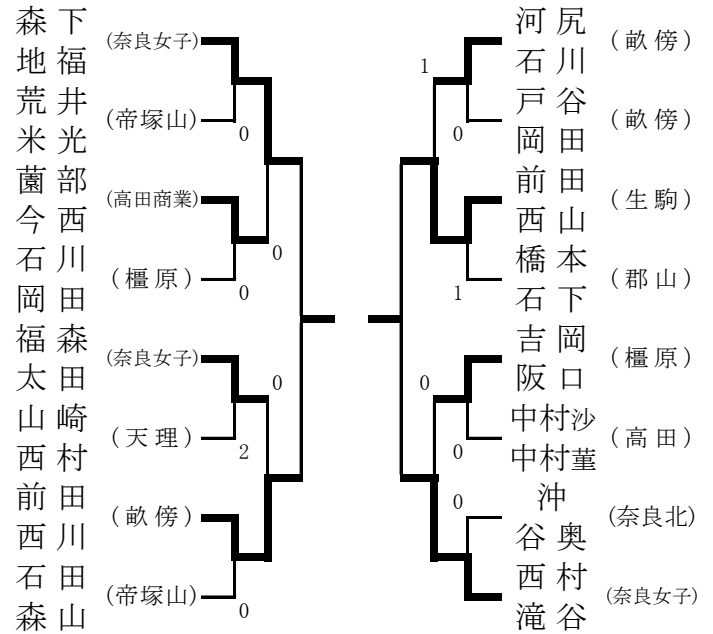 森 下
地 福
(奈良女子)
荒 井
米 光
(帝塚山)
0
薗 部
今 西
(高田商業)
0
石 川
岡 田
(橿原)
0
福 森
太 田
(奈良女子)
0
山 崎
西 村
(天理)
2
前 田
西 川
(畝傍)
石 田
森 山
(帝塚山)
0
河 尻
石 川
(畝傍)
1
戸 谷
岡 田
(畝傍)
0
前 田
西 山
(生駒)
橋 本
石 下
(郡山)
1
吉 岡
阪 口
(橿原)
0
中村沙
中村菫
(高田)
0
沖
谷 奥
(奈良北)
0
西 村
滝 谷
(奈良女子)